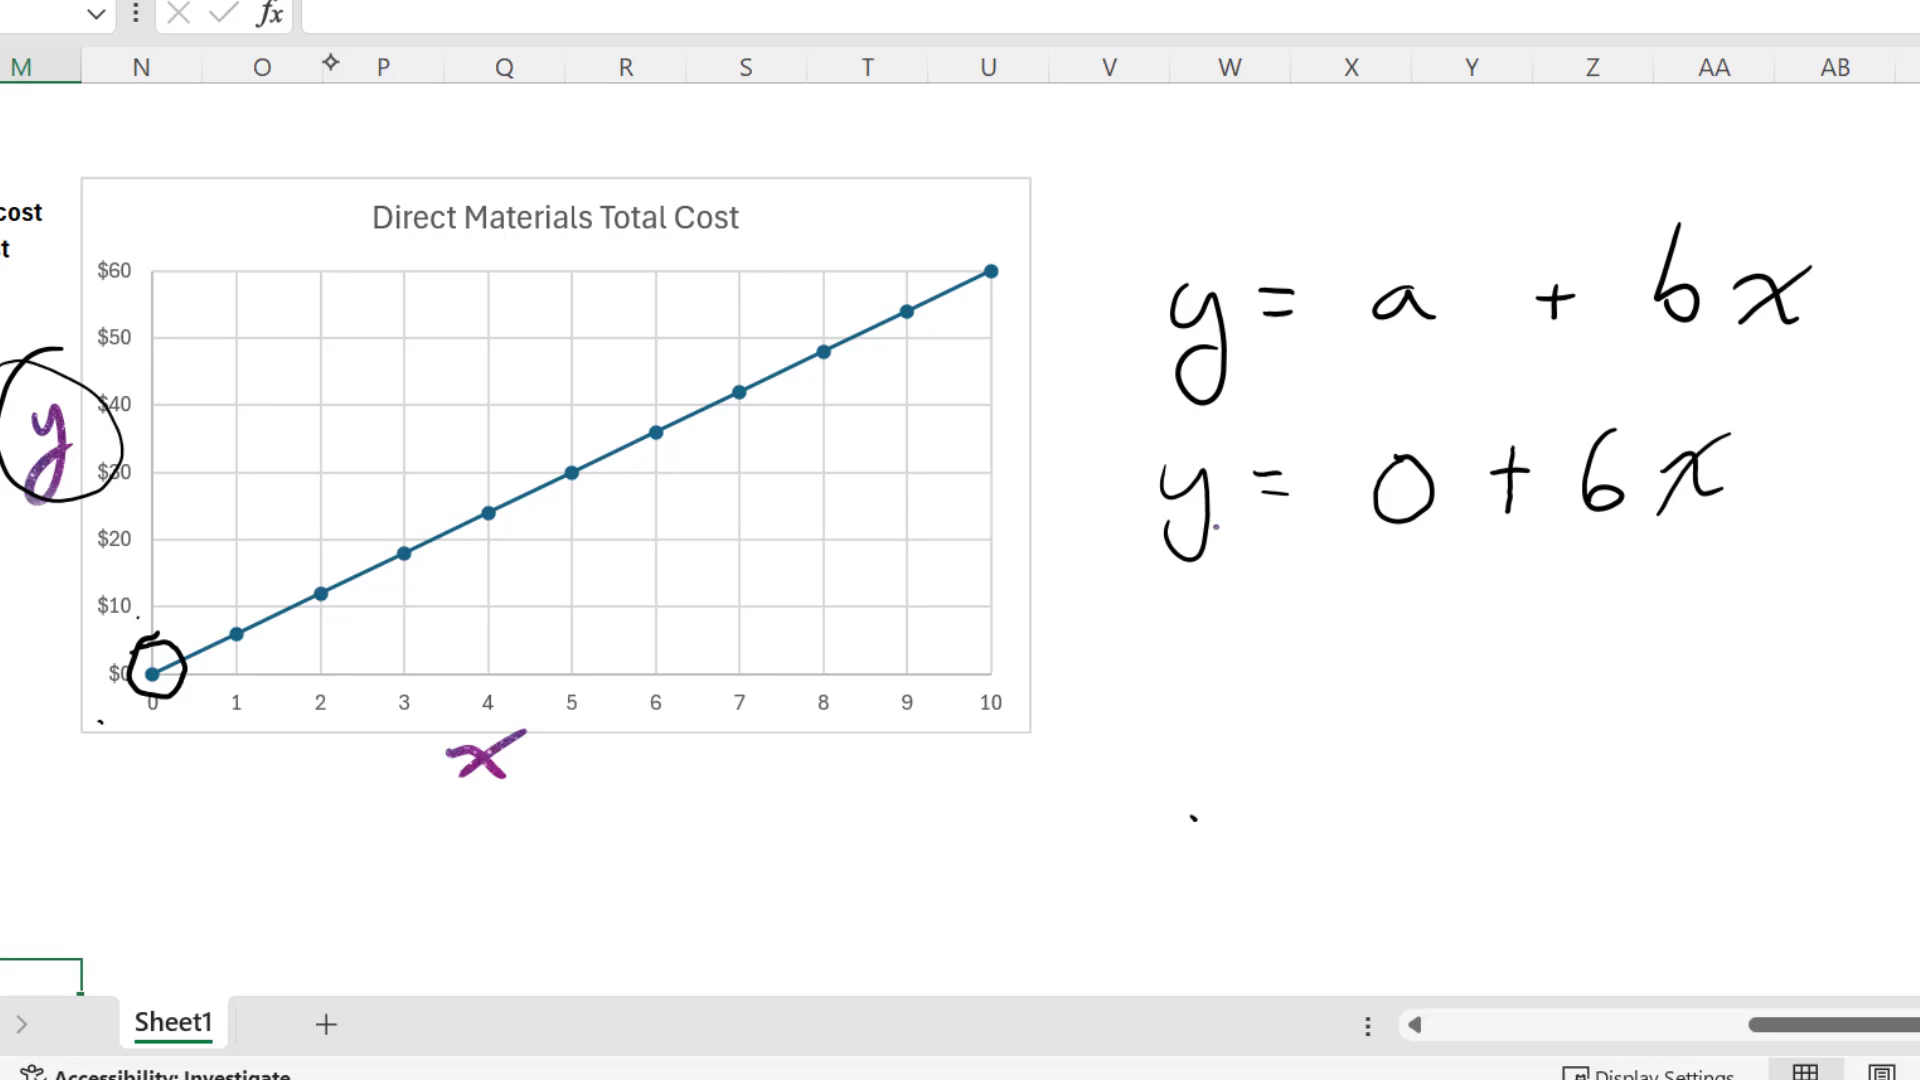 fx
M N O P Q R S T U V W X Y Z AA AB
cost
t
Direct Materials Total Cost
$60
$50
$40
$30
$20
$10
$0
0 1 2 3 4 5 6 7 8 9 10
y
x
y = a + bx
y = 0 + 6x
Sheet1
Accessibility: Investigate
Display Settings